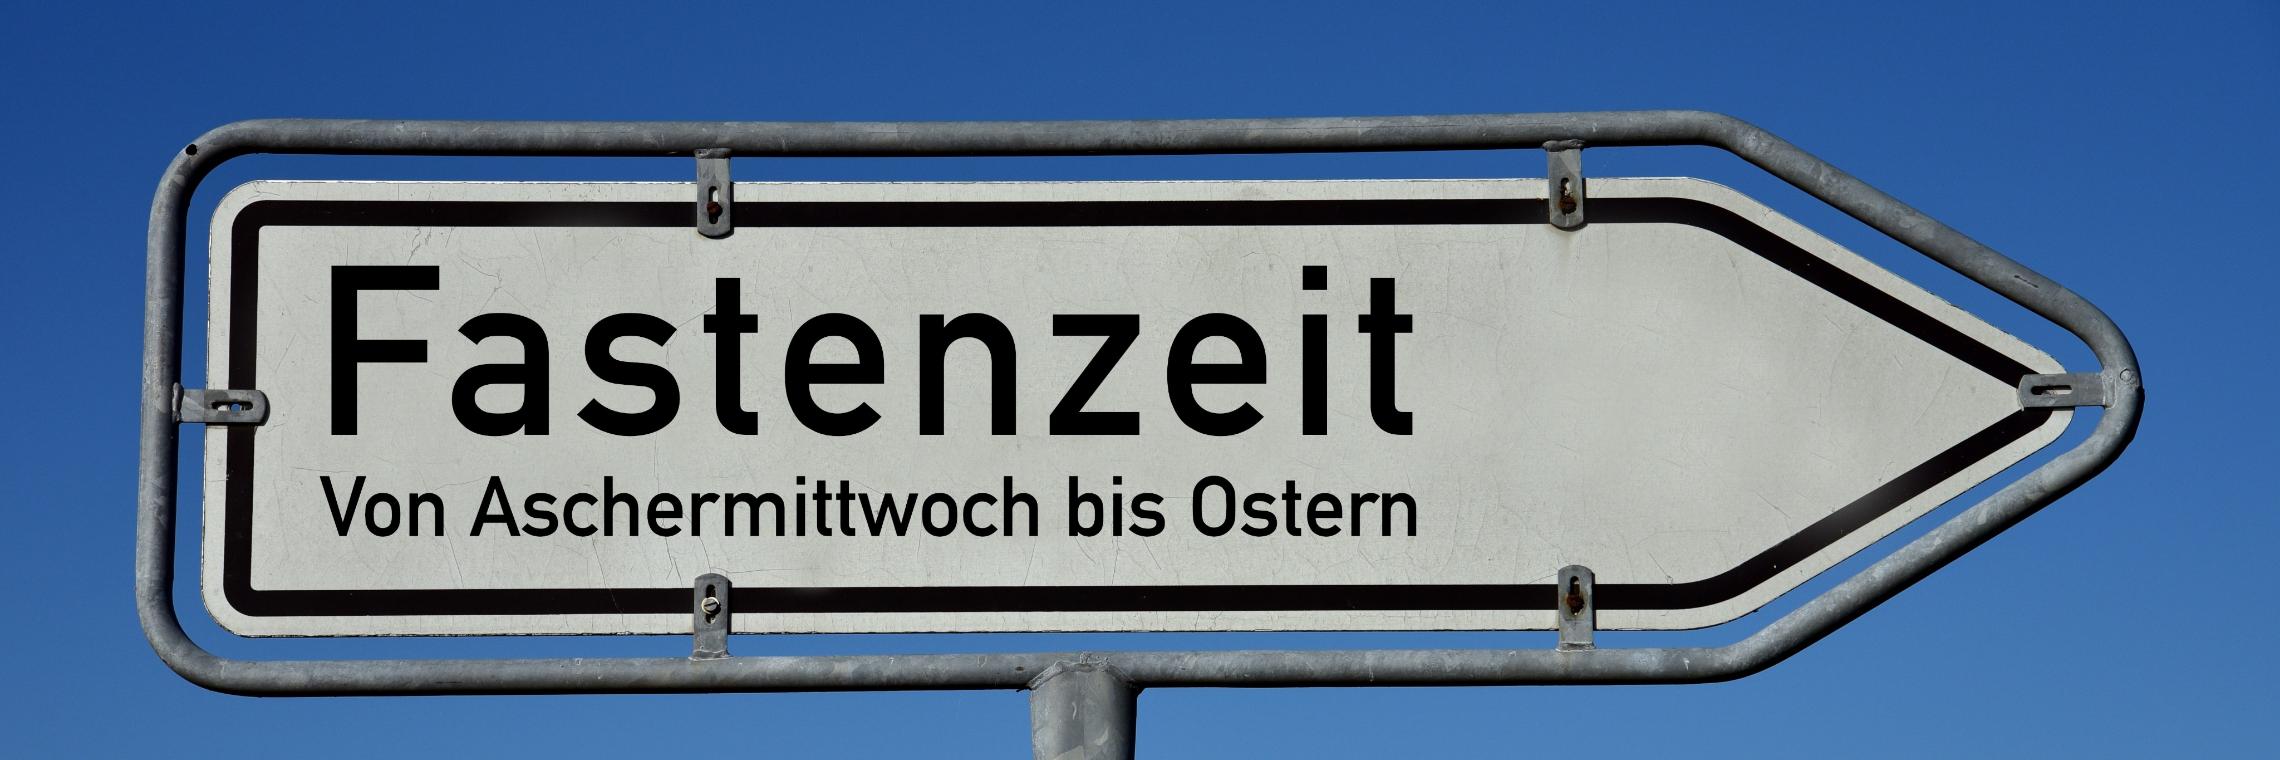 Fastenzeit
Von Aschermittwoch bis Ostern